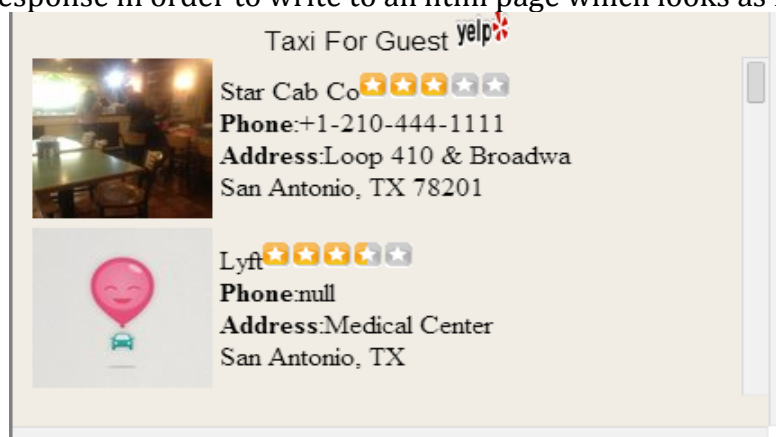 esponse in order to write to an html page which looks as
Taxi For Guest yelp
Star Cab Co
Phone:+1-210-444-1111
Address:Loop 410 & Broadwa
San Antonio, TX 78201
Lyft
Phone:null
Address:Medical Center
San Antonio, TX